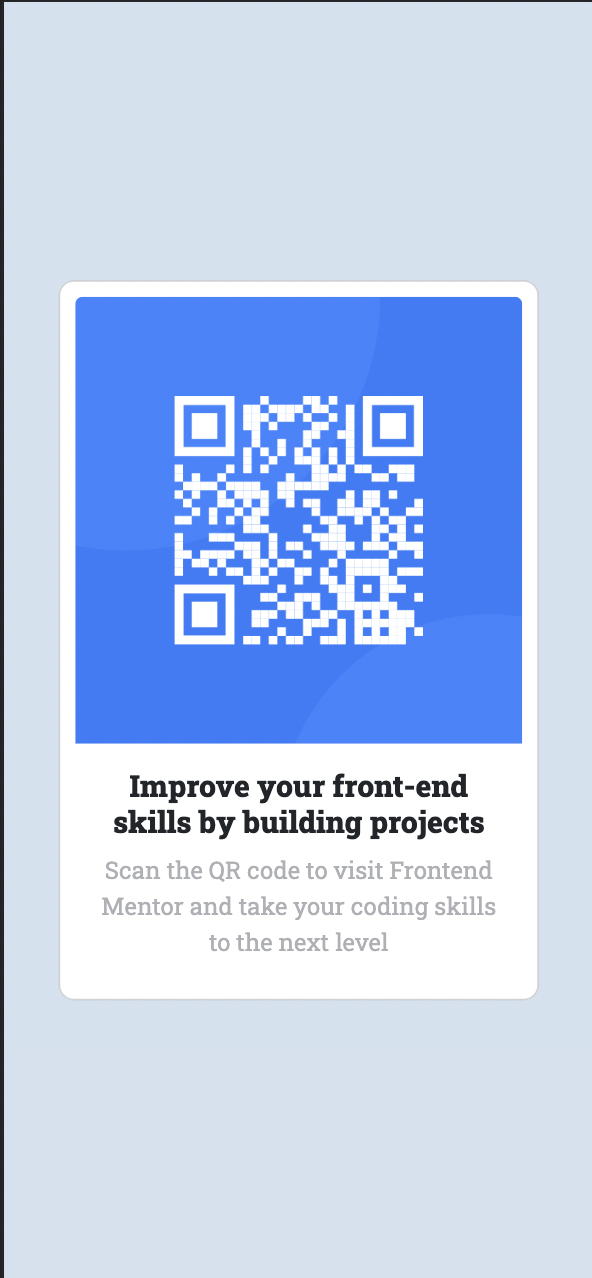 Improve your front-end
skills by building projects
Scan the QR code to visit Frontend
Mentor and take your coding skills
to the next level